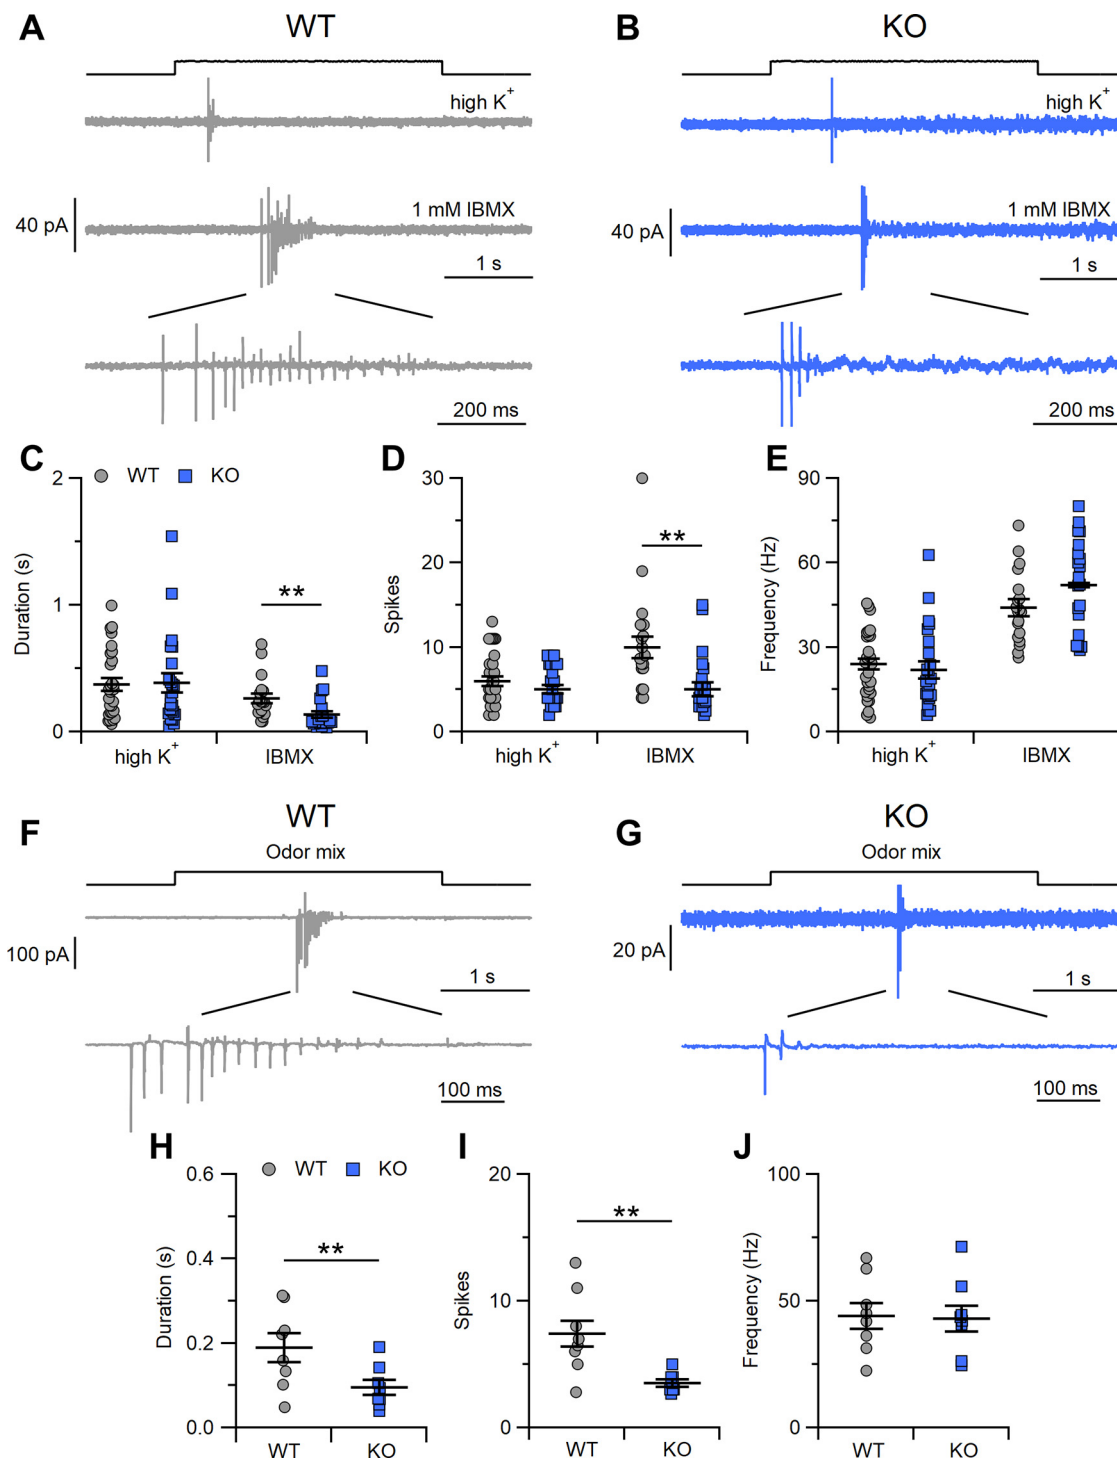 A WT
B KO
high K+
high K+
1 mM IBMX
1 mM IBMX
40 pA
40 pA
1 s
1 s
200 ms
200 ms
C WT KO
D
E
2
1
0
Duration (s)
**
high K+ IBMX
30
20
10
0
Spikes
**
high K+ IBMX
90
60
30
0
Frequency (Hz)
high K+ IBMX
F WT
G KO
Odor mix
Odor mix
100 pA
20 pA
1 s
1 s
100 ms
100 ms
H WT KO
I
J
0.6
0.4
0.2
0.0
Duration (s)
**
WT KO
20
10
0
Spikes
**
WT KO
100
50
0
Frequency (Hz)
WT KO